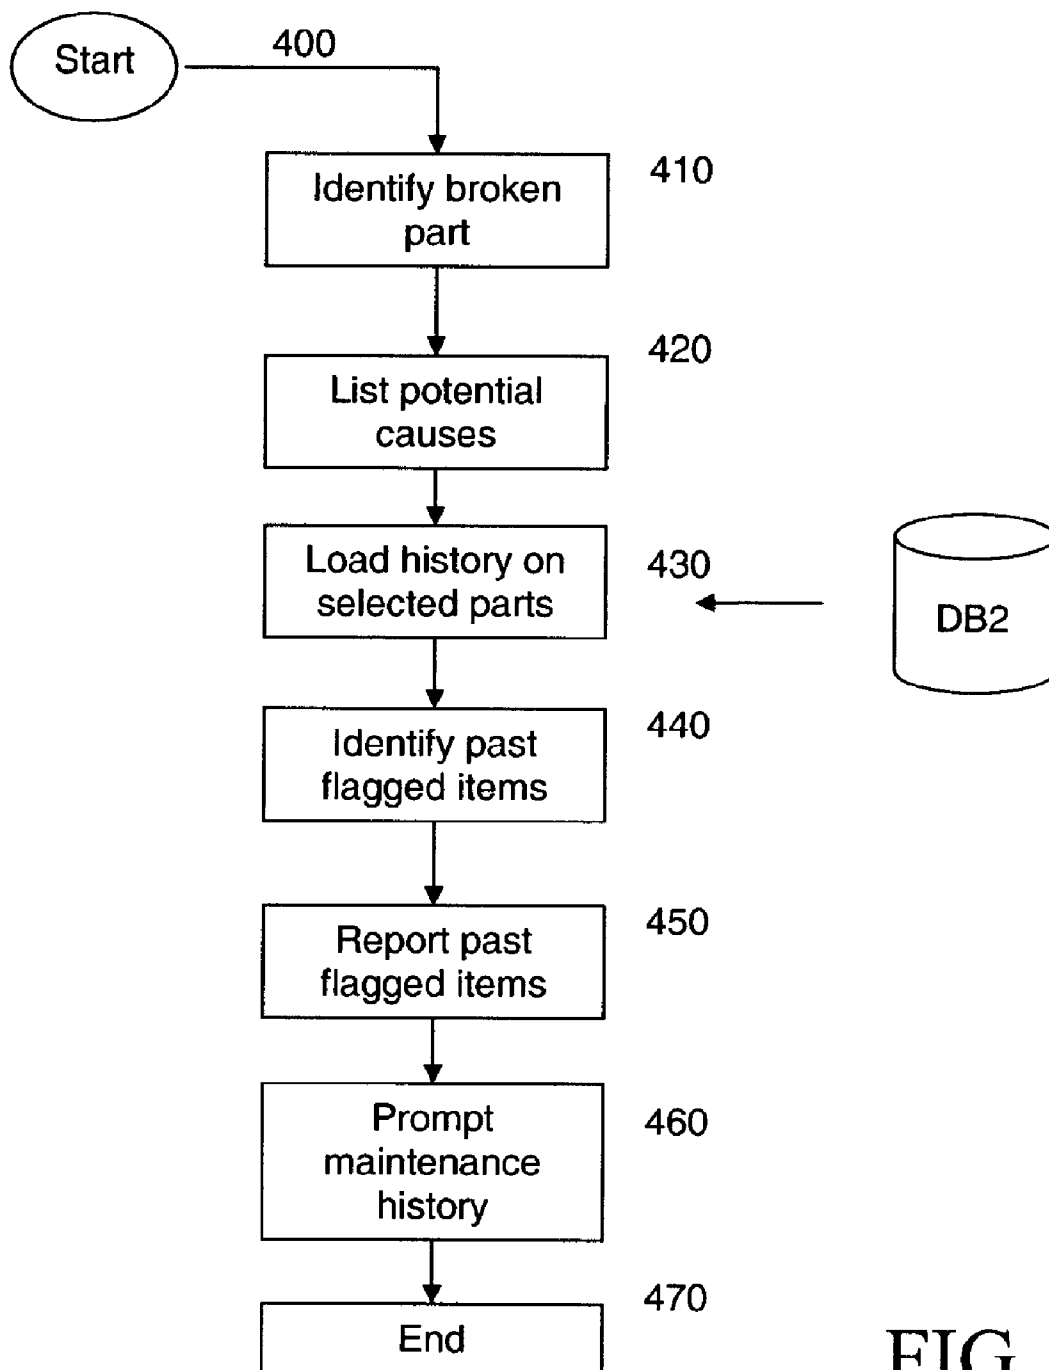 Start
400
Identify broken
part
410
List potential
causes
420
Load history on
selected parts
430
DB2
Identify past
flagged items
440
Report past
flagged items
450
Prompt
maintenance
history
460
End
470
FIG